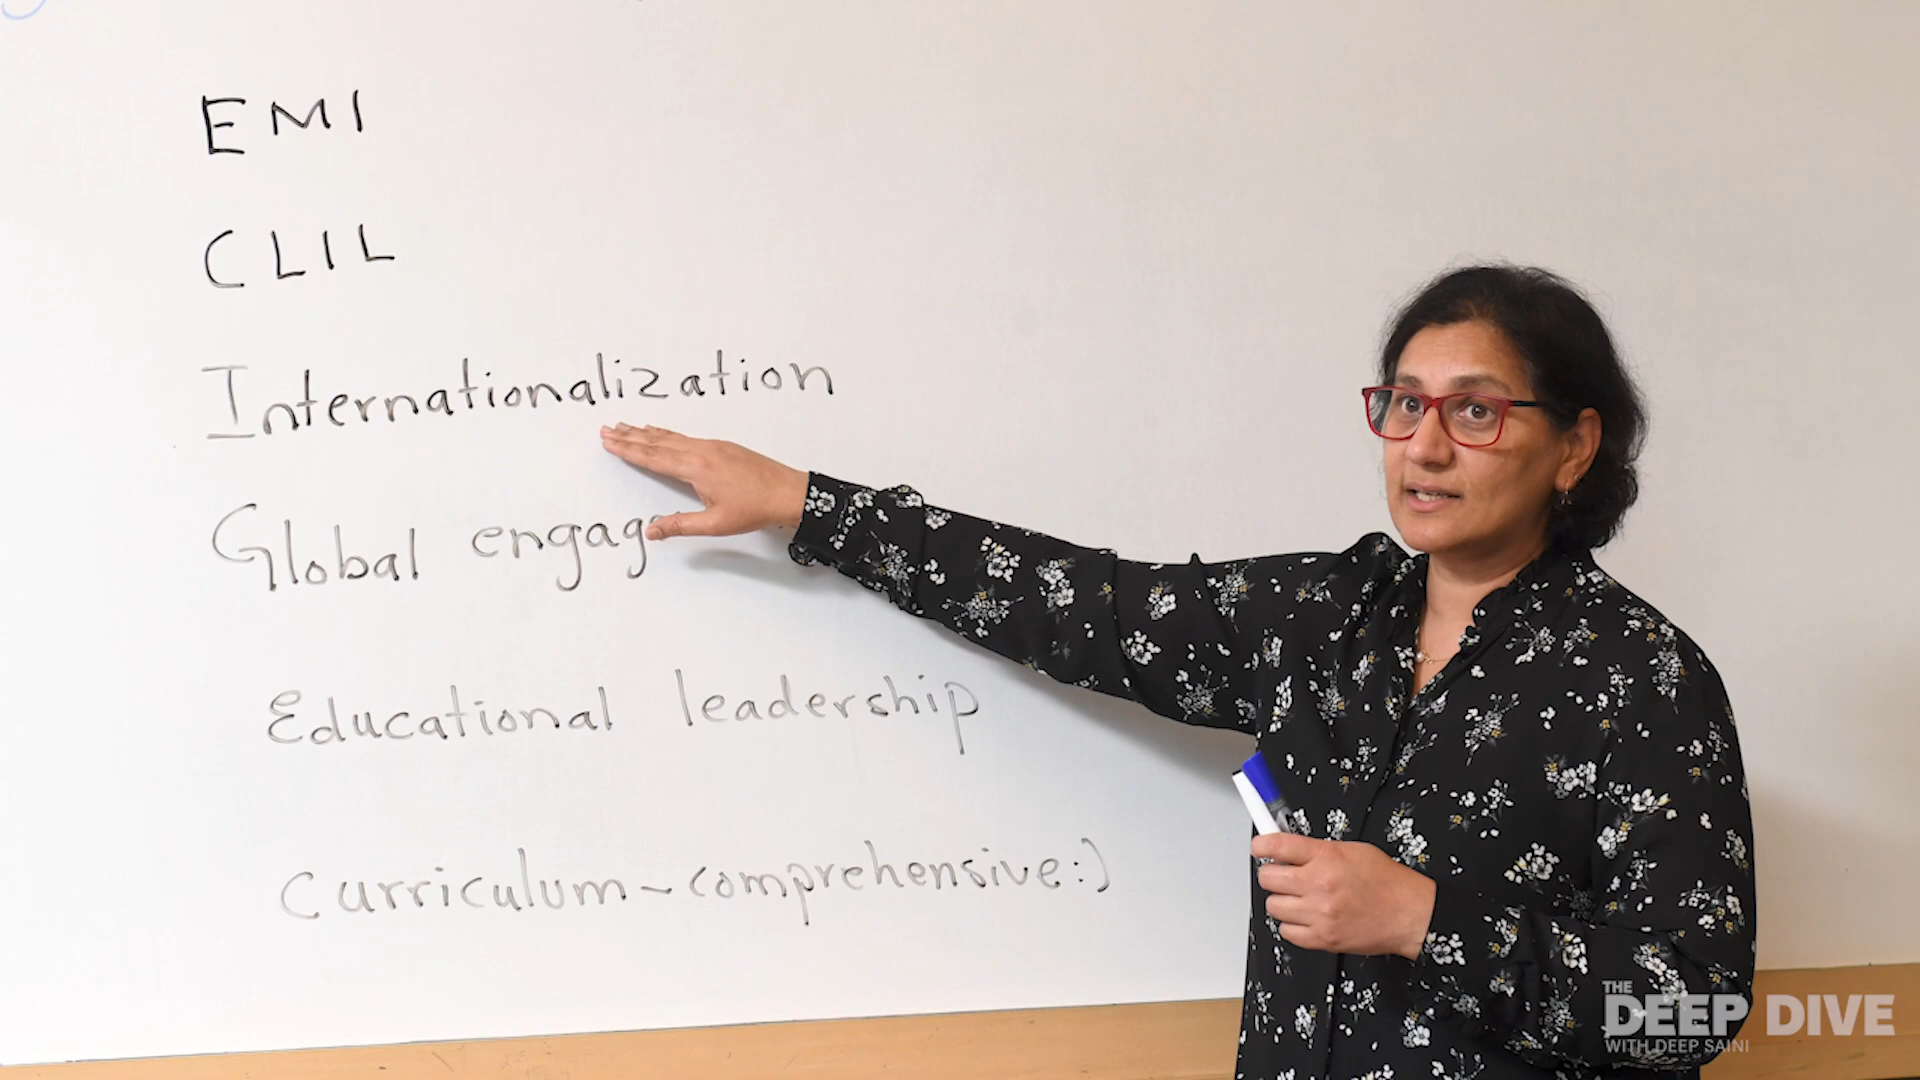 EMI
CLIL
Internationalization
Global engag
Educational leadership
Curriculum-comprehensive:)
THE
DEEP DIVE
WITH DEEP SAINI